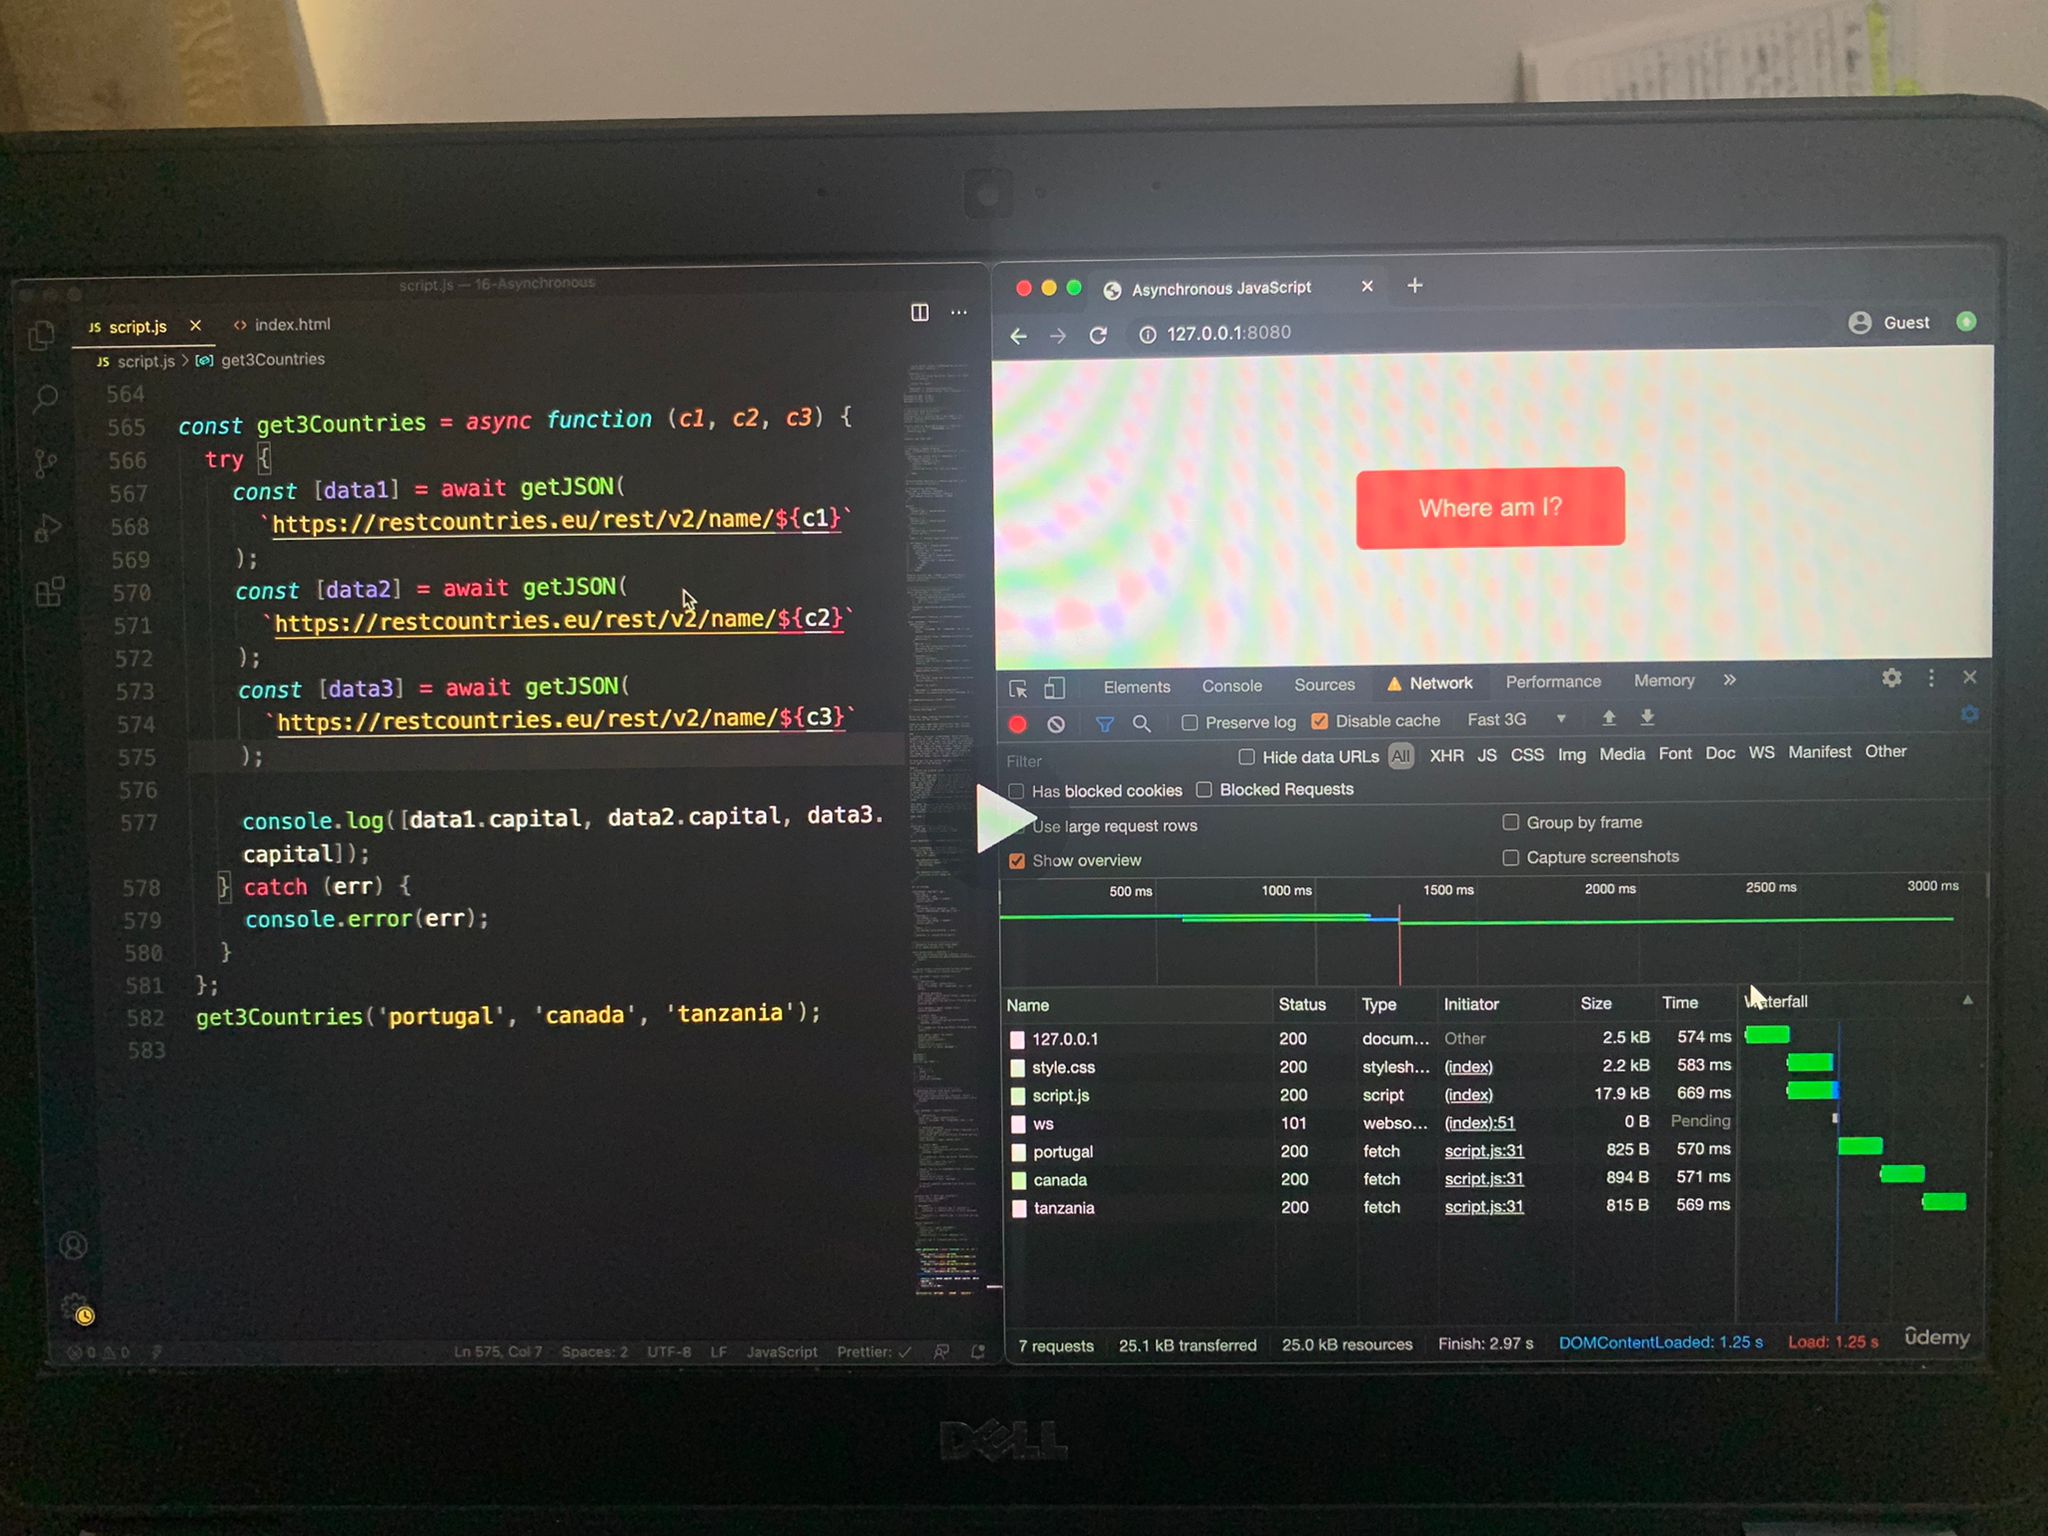 script.js — 16-Asynchronous
JS script.js × <> index.html
JS script.js > get3Countries
564
565 const get3Countries = async function (c1, c2, c3) {
566 try {
567 const [data1] = await getJSON(
568 `https://restcountries.eu/rest/v2/name/${c1}`
569 );
570 const [data2] = await getJSON(
571 `https://restcountries.eu/rest/v2/name/${c2}`
572 );
573 const [data3] = await getJSON(
574 `https://restcountries.eu/rest/v2/name/${c3}`
575 );
576
577 console.log([data1.capital, data2.capital, data3.
capital]);
578 } catch (err) {
579 console.error(err);
580 }
581 };
582 get3Countries('portugal', 'canada', 'tanzania');
583
0 0
Ln 575, Col 7 Spaces: 2 UTF-8 LF JavaScript Prettier: ✓
Asynchronous JavaScript × +
127.0.0.1:8080 Guest
Where am I?
Elements Console Sources Network Performance Memory »
Preserve log Disable cache Fast 3G
Filter Hide data URLs All XHR JS CSS Img Media Font Doc WS Manifest Other
Has blocked cookies Blocked Requests
Use large request rows Group by frame
Show overview Capture screenshots
500 ms 1000 ms 1500 ms 2000 ms 2500 ms 3000 ms
Name Status Type Initiator Size Time Waterfall
127.0.0.1 200 docum... Other 2.5 kB 574 ms
style.css 200 stylesh... (index) 2.2 kB 583 ms
script.js 200 script (index) 17.9 kB 669 ms
ws 101 webso... (index):51 0 B Pending
portugal 200 fetch script.js:31 825 B 570 ms
canada 200 fetch script.js:31 894 B 571 ms
tanzania 200 fetch script.js:31 815 B 569 ms
7 requests 25.1 kB transferred 25.0 kB resources Finish: 2.97 s DOMContentLoaded: 1.25 s Load: 1.25 s
ûdemy
DELL